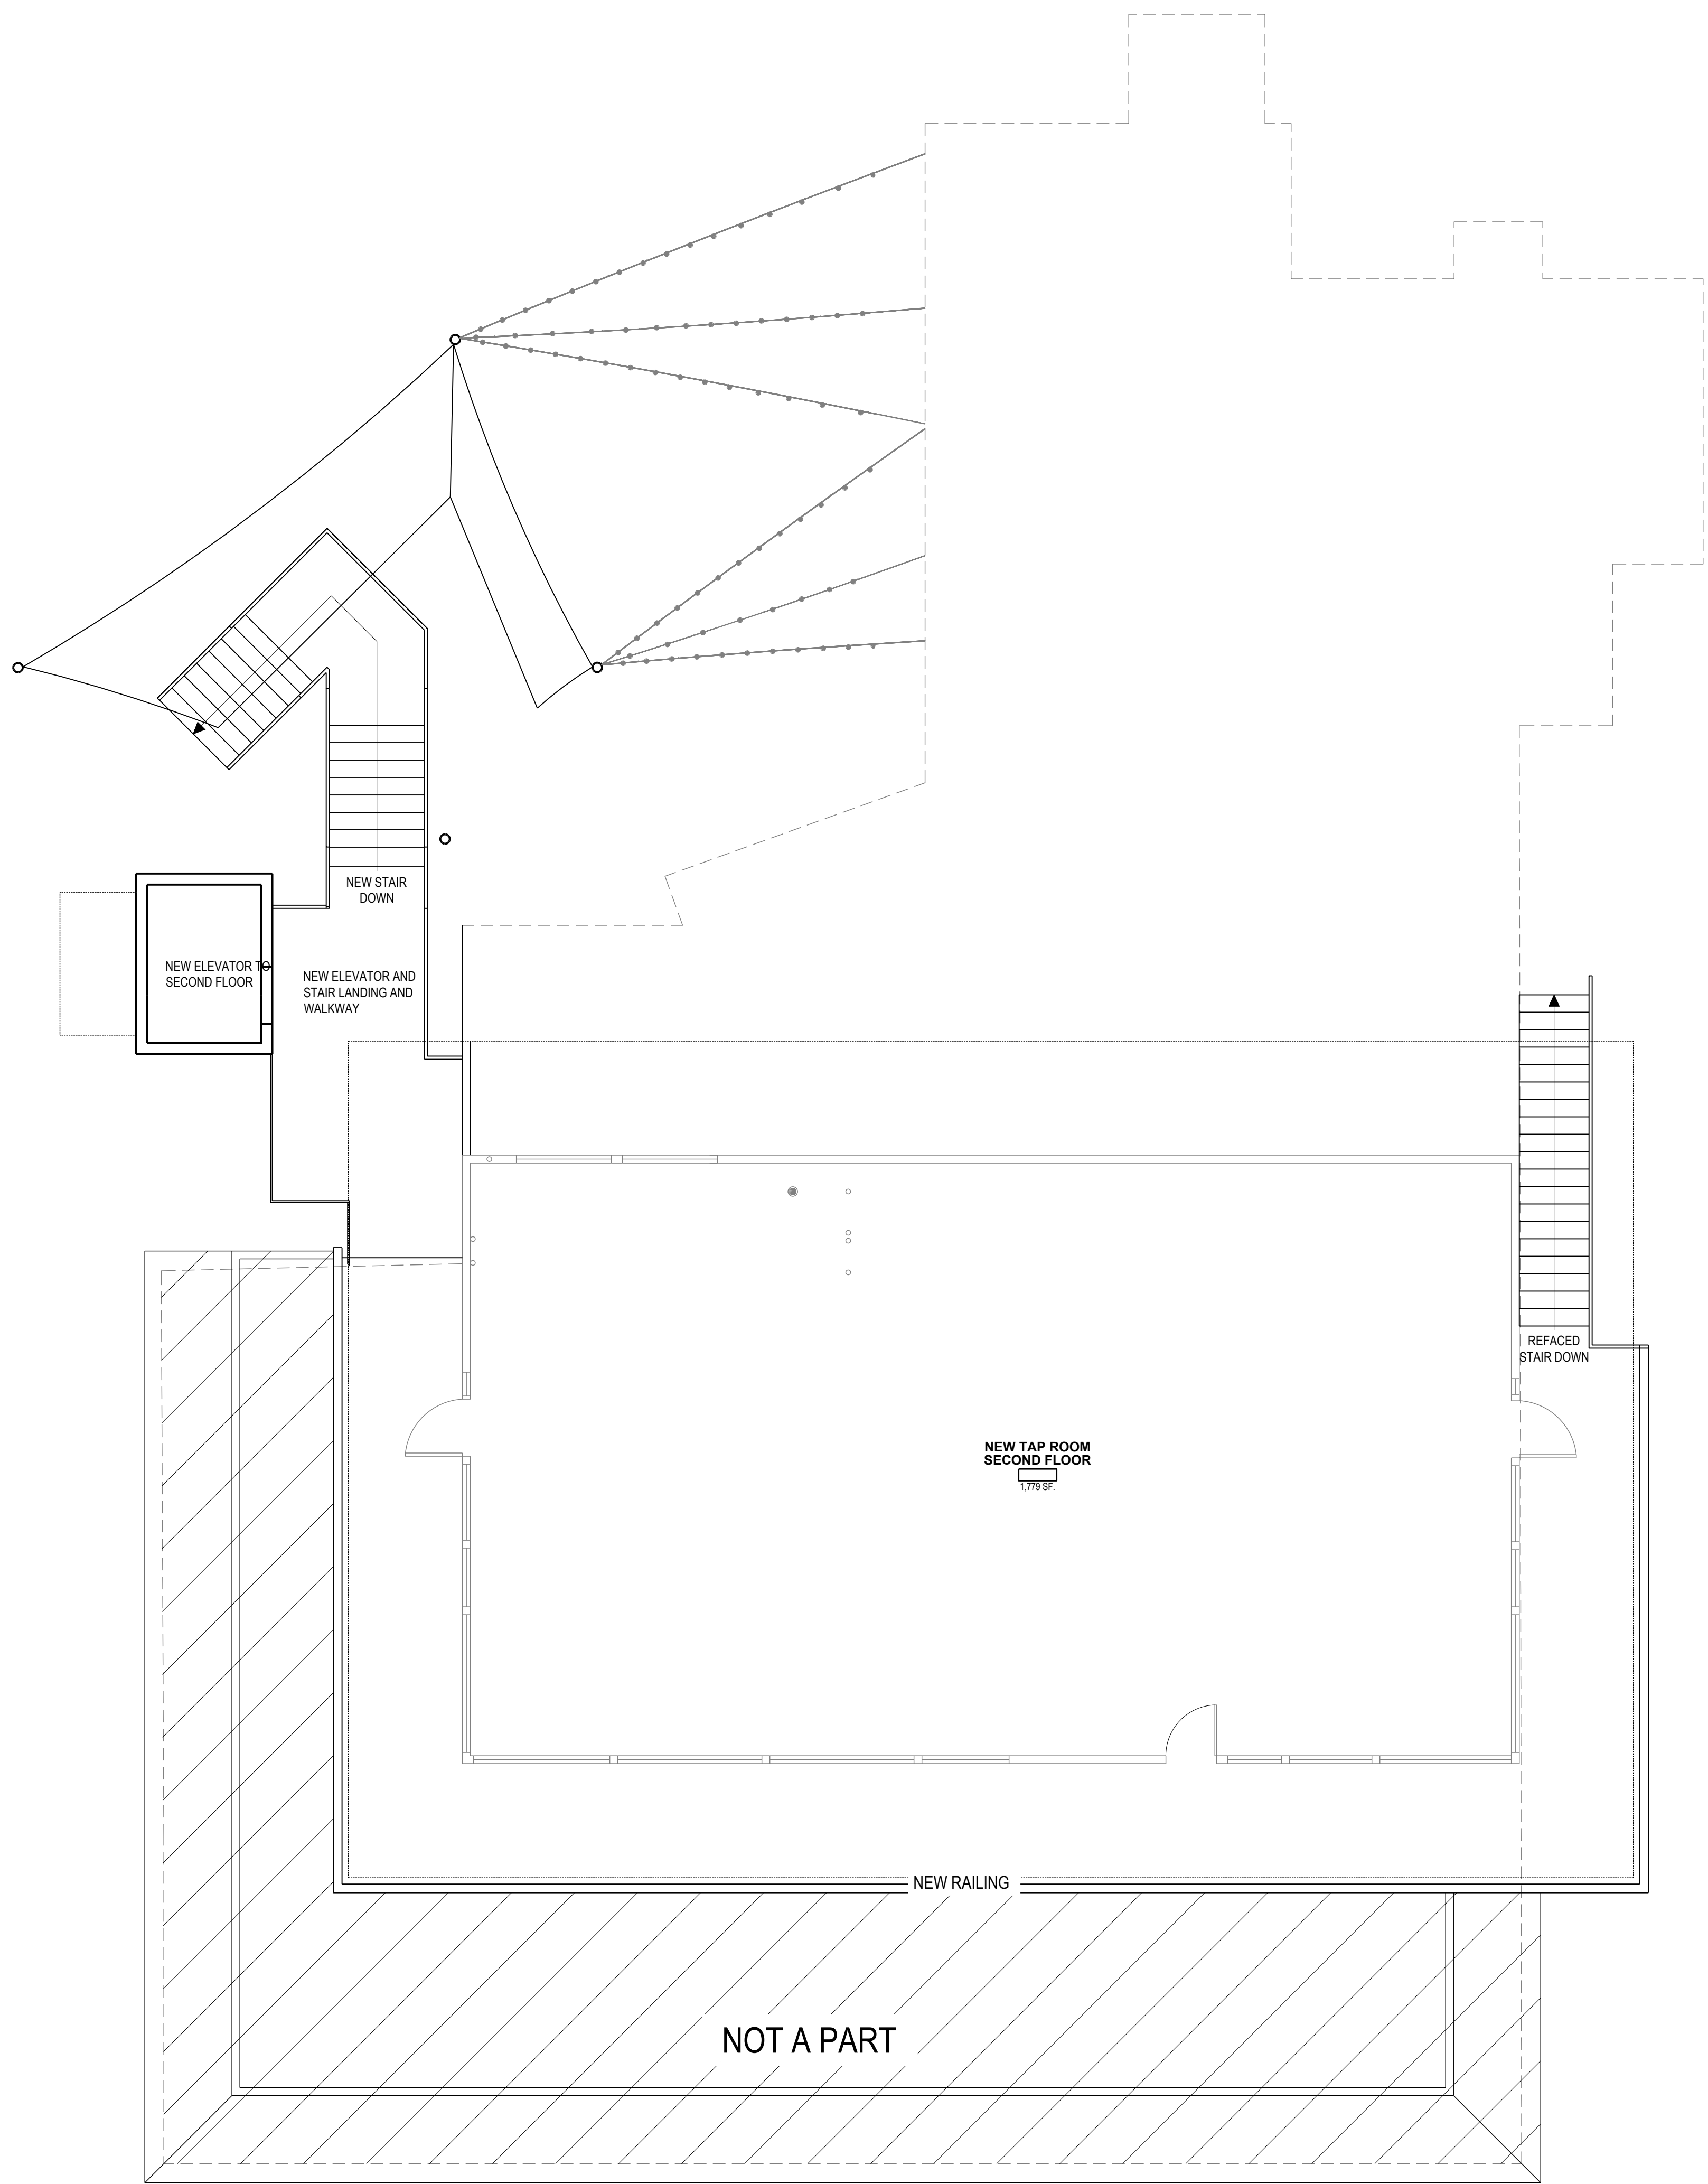 NEW STAIR
DOWN
NEW ELEVATOR TO
SECOND FLOOR
NEW ELEVATOR AND
STAIR LANDING AND
WALKWAY
REFACED
STAIR DOWN
NEW TAP ROOM
SECOND FLOOR
1,779 SF.
NEW RAILING
NOT A PART